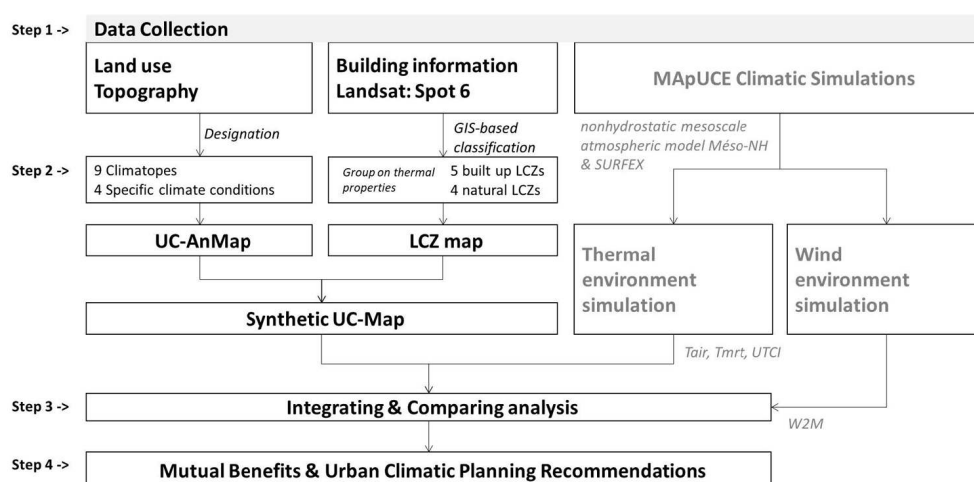 Step 1 ->
Data Collection
Land use
Topography
Building information
Landsat: Spot 6
MApUCE Climatic Simulations
Designation
GIS-based
classification
nonhydrostatic mesoscale
atmospheric model Méso-NH
& SURFEX
Step 2 ->
9 Climatopes
4 Specific climate conditions
Group on thermal
properties
5 built up LCZs
4 natural LCZs
UC-AnMap
LCZ map
Thermal
environment
simulation
Wind
environment
simulation
Synthetic UC-Map
Tair, Tmrt, UTCI
Step 3 ->
Integrating & Comparing analysis
W2M
Step 4 ->
Mutual Benefits & Urban Climatic Planning Recommendations